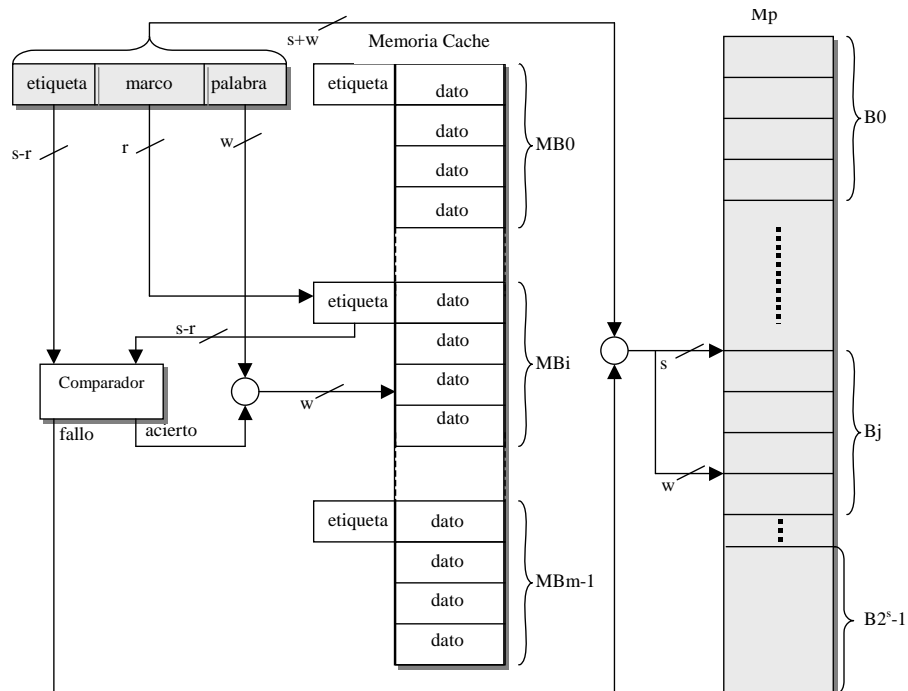 Mp
s+w
Memoria Cache
etiqueta marco palabra
etiqueta
dato
dato
dato
dato
MB0
B0
s-r
r
w
etiqueta
dato
dato
dato
dato
MBi
s-r
Comparador
fallo
acierto
w
s
w
Bj
etiqueta
dato
dato
dato
dato
MBm-1
B2ˢ-1